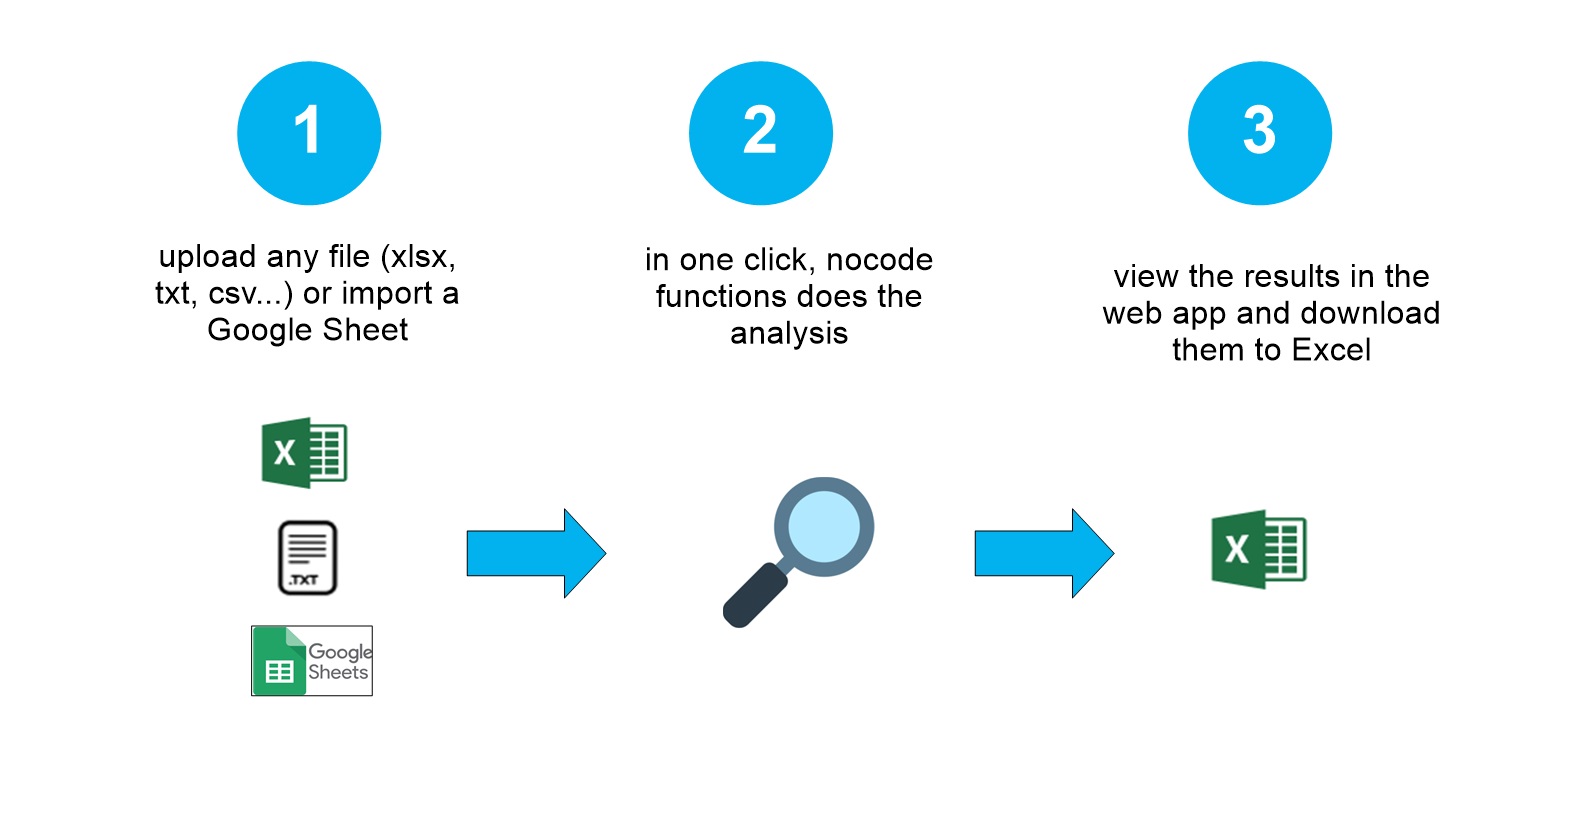 1
upload any file (xlsx,
txt, csv...) or import a
Google Sheet
X
.TXT
Google
Sheets
2
in one click, nocode
functions does the
analysis
3
view the results in the
web app and download
them to Excel
X